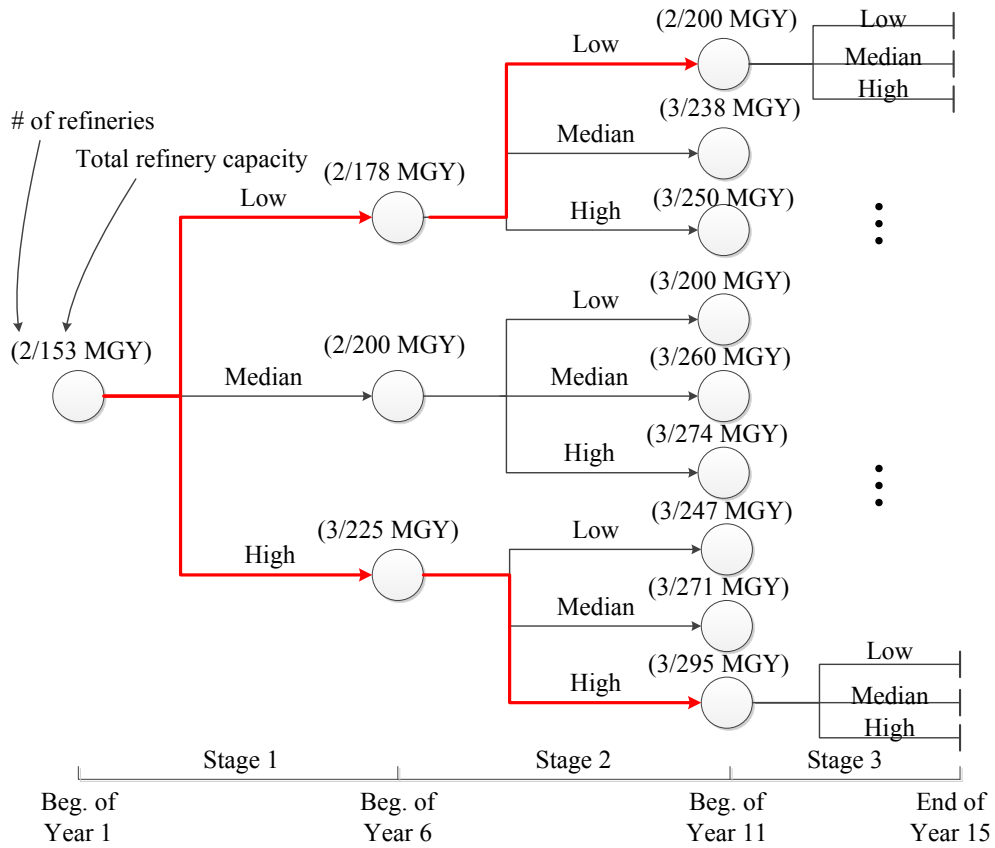 (2/200 MGY)
Low
Low
Median
High
(3/238 MGY)
# of refineries
Total refinery capacity
Median
(2/178 MGY)
Low
(3/250 MGY)
High
(3/200 MGY)
Low
(2/153 MGY)
(2/200 MGY)
(3/260 MGY)
Median
Median
(3/274 MGY)
High
(3/247 MGY)
(3/225 MGY)
Low
High
(3/271 MGY)
Median
(3/295 MGY)
Low
High
Median
High
Stage 1
Stage 2
Stage 3
Beg. of
Year 1
Beg. of
Year 6
Beg. of
Year 11
End of
Year 15